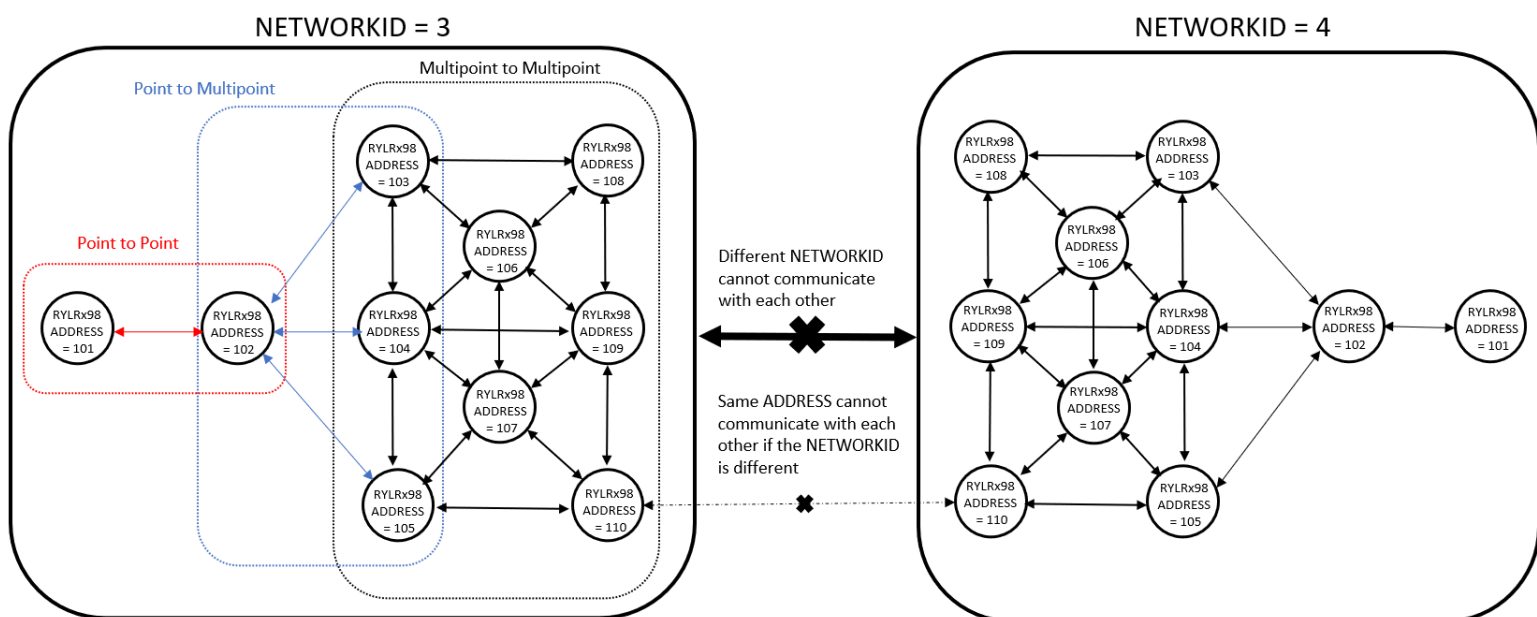 NETWORKID = 3
NETWORKID = 4
Multipoint to Multipoint
Point to Multipoint
Point to Point
RYLRx98
ADDRESS
= 101
RYLRx98
ADDRESS
= 102
RYLRx98
ADDRESS
= 103
RYLRx98
ADDRESS
= 104
RYLRx98
ADDRESS
= 105
RYLRx98
ADDRESS
= 106
RYLRx98
ADDRESS
= 107
RYLRx98
ADDRESS
= 108
RYLRx98
ADDRESS
= 109
RYLRx98
ADDRESS
= 110
Different NETWORKID
cannot communicate
with each other
Same ADDRESS cannot
communicate with each
other if the NETWORKID
is different
RYLRx98
ADDRESS
= 108
RYLRx98
ADDRESS
= 103
RYLRx98
ADDRESS
= 106
RYLRx98
ADDRESS
= 109
RYLRx98
ADDRESS
= 104
RYLRx98
ADDRESS
= 102
RYLRx98
ADDRESS
= 101
RYLRx98
ADDRESS
= 107
RYLRx98
ADDRESS
= 110
RYLRx98
ADDRESS
= 105